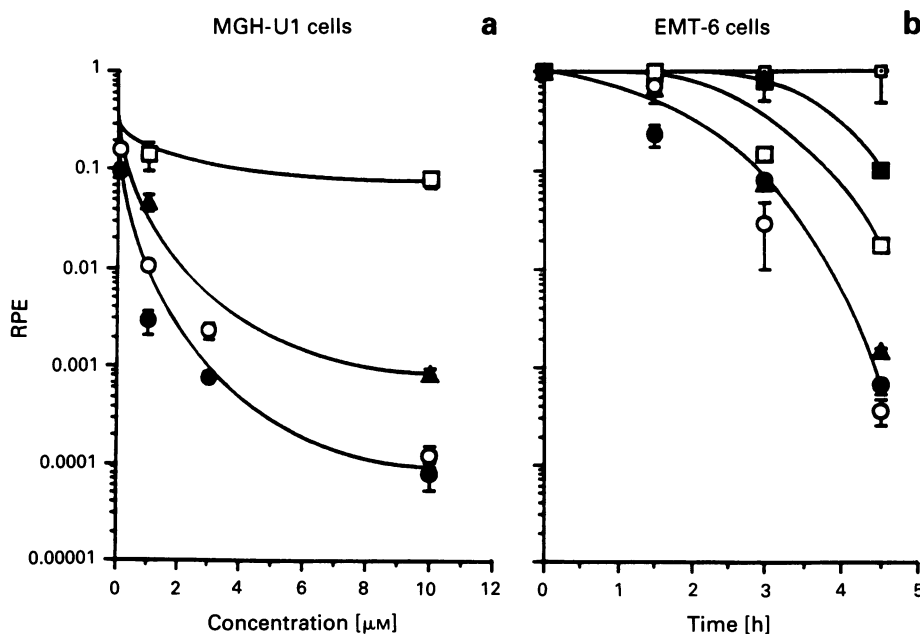 MGH-U1 cells
a
EMT-6 cells
b
RPE
1
0.1
0.01
0.001
0.0001
0.00001
0 2 4 6 8 10 12
Concentration [μM]
0 1 2 3 4 5
Time [h]